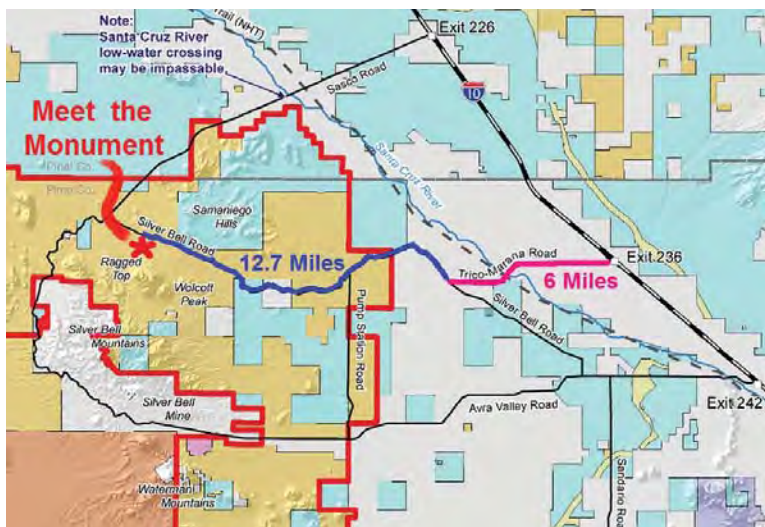 Note:
Santa Cruz River
low-water crossing
may be impassable
Trail (NHT)
Exit 226
Sasco Road
10
Meet the
Monument
Pinal Co.
Pima Co.
Santa Cruz River
Samaniego
Hills
Silver Bell Road
Ragged
Top
12.7 Miles
Wolcott
Peak
Trico-Marana Road
Exit 236
6 Miles
Silver Bell Road
Pump Station Road
Silver Bell
Mountains
Silver Bell
Mine
Avra Valley Road
Exit 242
Sandario Road
Waterman
Mountains